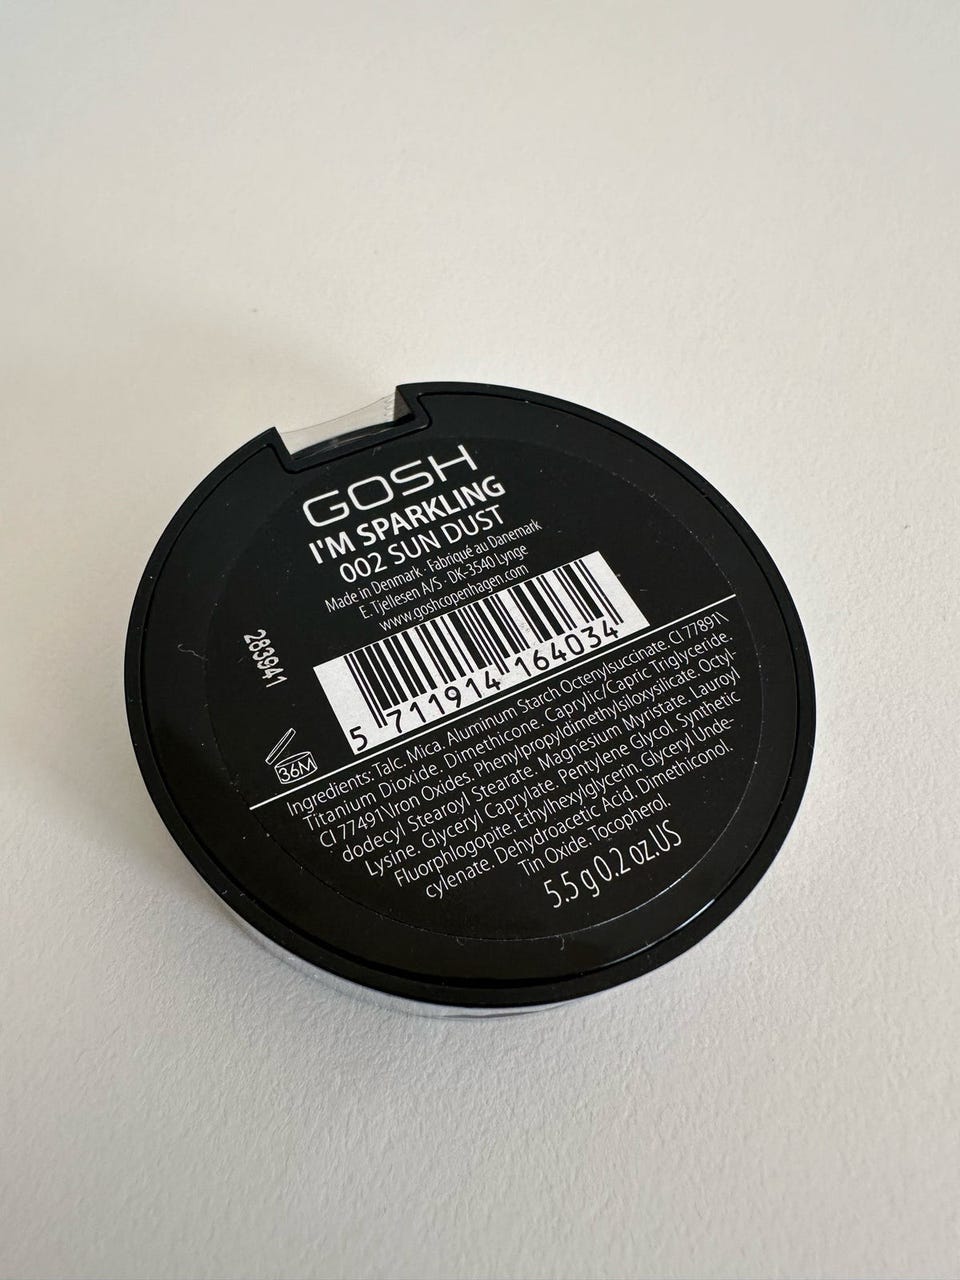 GOSH
I'M SPARKLING
002 SUN DUST
Made in Denmark · Fabriqué au Danemark
E. Tjellesen A/S · DK-3540 Lynge
www.goshcopenhagen.com
283941
5 711914 164034
36M
Ingredients: Talc. Mica. Aluminum Starch Octenylsuccinate. CI 77891\
Titanium Dioxide. Dimethicone. Caprylic/Capric Triglyceride.
CI 77491\Iron Oxides. Phenylpropyldimethylsiloxysilicate. Octyl-
dodecyl Stearoyl Stearate. Magnesium Myristate. Lauroyl
Lysine. Glyceryl Caprylate. Pentylene Glycol. Synthetic
Fluorphlogopite. Ethylhexylglycerin. Glyceryl Unde-
cylenate. Dehydroacetic Acid. Dimethiconol.
Tin Oxide. Tocopherol.
5.5 g 0.2 oz.US